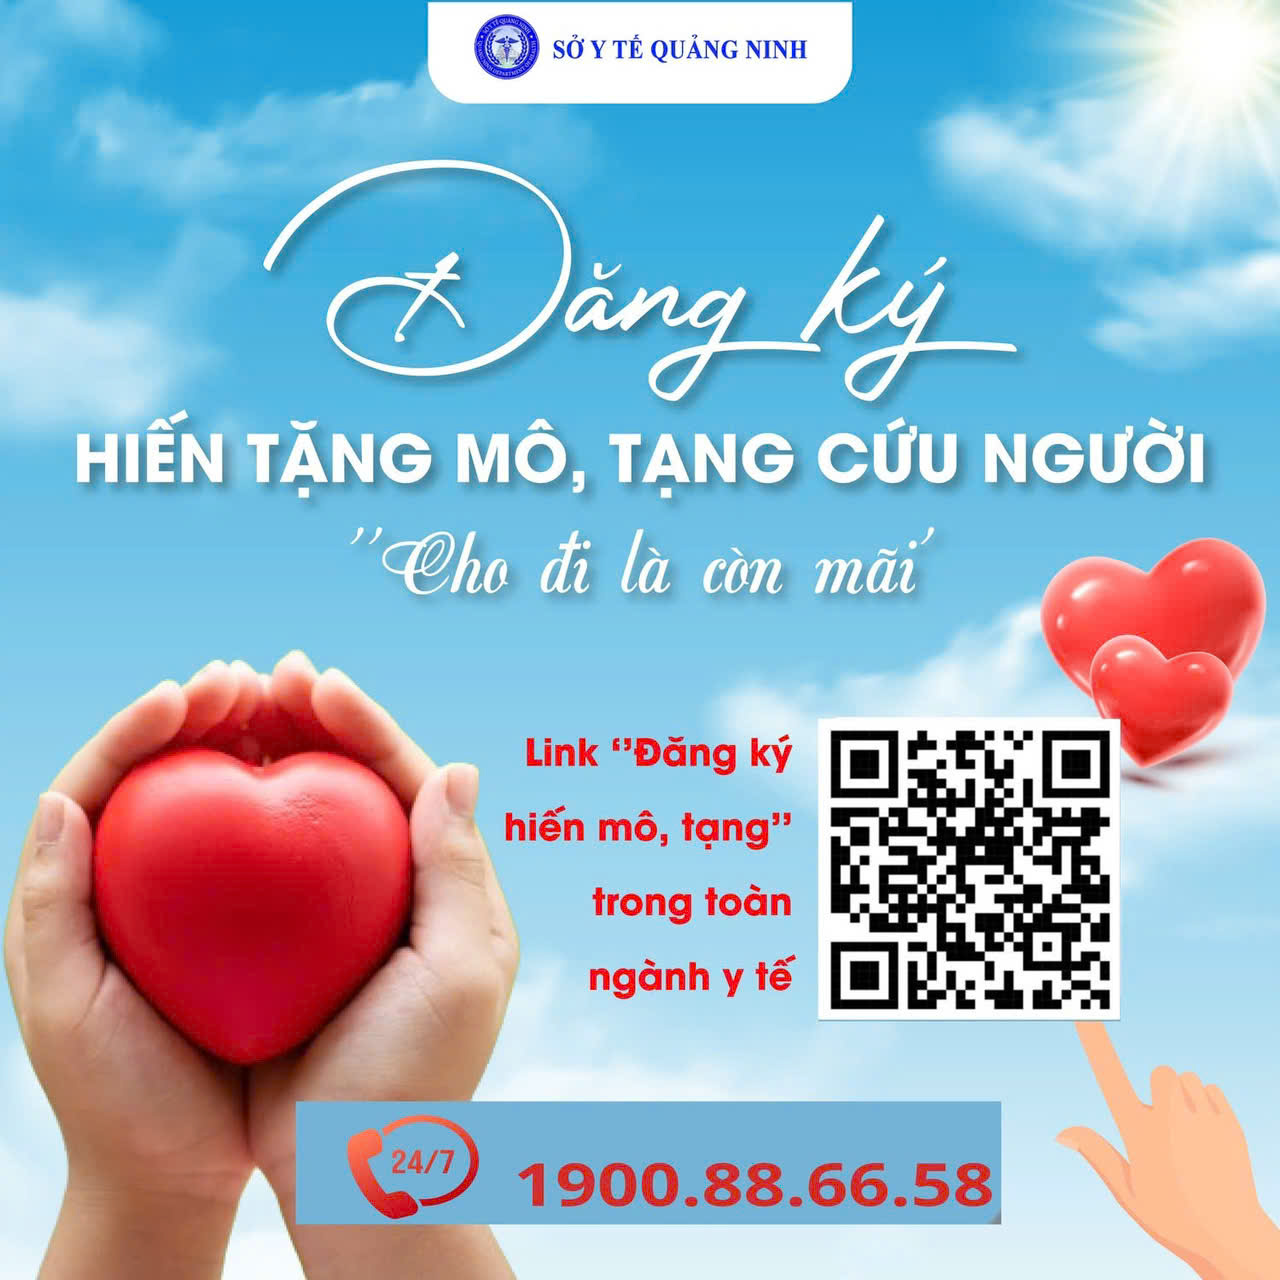 SỞ Y TẾ QUẢNG NINH
Đăng ký
HIẾN TẶNG MÔ, TẠNG CỨU NGƯỜI
''Cho đi là còn mãi'
Link ‘’Đăng ký
hiến mô, tạng’’
trong toàn
ngành y tế
24/7
1900.88.66.58